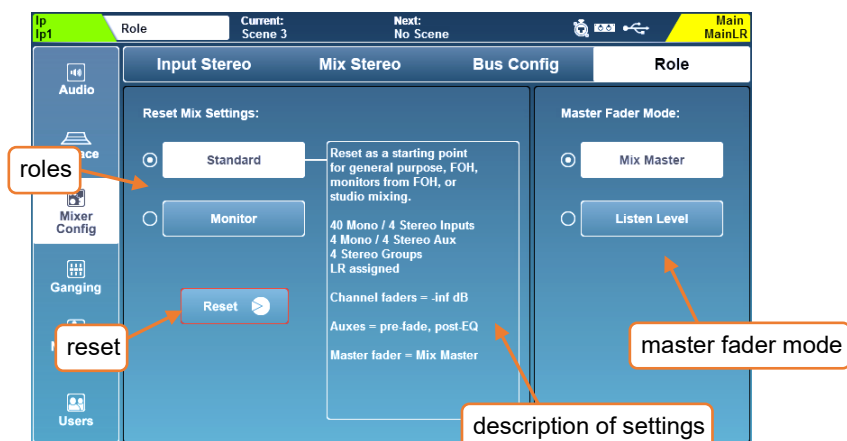 Ip
Ip1
Role
Current:
Scene 3
Next:
No Scene
Main
MainLR
Input Stereo
Mix Stereo
Bus Config
Role
Audio
Mixer
Config
Ganging
Users
Reset Mix Settings:
Standard
Monitor
Reset
Reset as a starting point
for general purpose, FOH,
monitors from FOH, or
studio mixing.
40 Mono / 4 Stereo Inputs
4 Mono / 4 Stereo Aux
4 Stereo Groups
LR assigned
Channel faders = -inf dB
Auxes = pre-fade, post-EQ
Master fader = Mix Master
Master Fader Mode:
Mix Master
Listen Level
roles
reset
master fader mode
description of settings